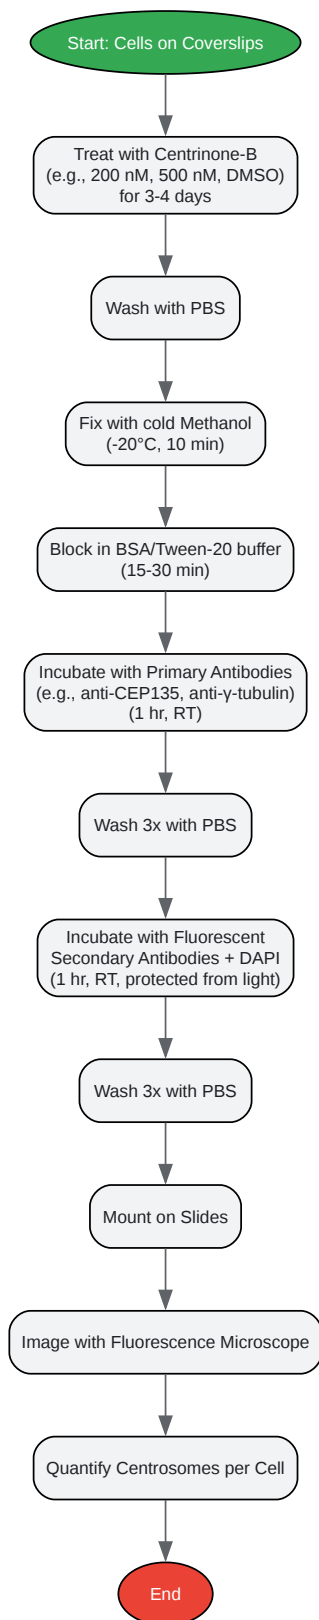 Start: Cells on Coverslips
Treat with Centrinone-B
(e.g., 200 nM, 500 nM, DMSO)
for 3-4 days
Wash with PBS
Fix with cold Methanol
(-20°C, 10 min)
Block in BSA/Tween-20 buffer
(15-30 min)
Incubate with Primary Antibodies
(e.g., anti-CEP135, anti-γ-tubulin)
(1 hr, RT)
Wash 3x with PBS
Incubate with Fluorescent
Secondary Antibodies + DAPI
(1 hr, RT, protected from light)
Wash 3x with PBS
Mount on Slides
Image with Fluorescence Microscope
Quantify Centrosomes per Cell
End